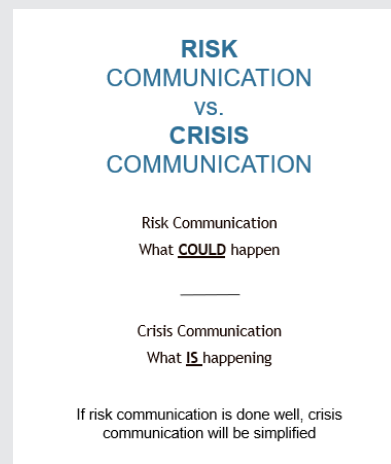 RISK
COMMUNICATION
VS.
CRISIS
COMMUNICATION
Risk Communication
What COULD happen
Crisis Communication
What IS happening
If risk communication is done well, crisis
communication will be simplified